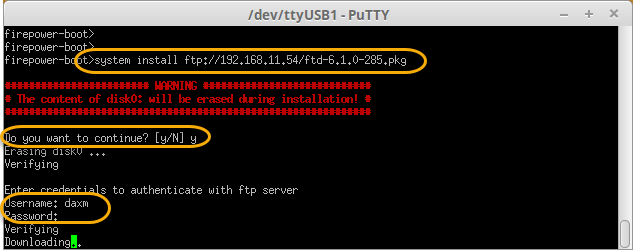 /dev/ttyUSB1 - PuTTY
firepower-boot>
firepower-boot>
firepower-boot>system install ftp://192.168.11.54/ftd-6.1.0-285.pkg
######################## WARNING ############################
# The content of disk0: will be erased during installation! #
#############################################################
Do you want to continue? [y/N] y
Erasing disk0 ...
Verifying
Enter credentials to authenticate with ftp server
Username: daxm
Password:
Verifying
Downloading..